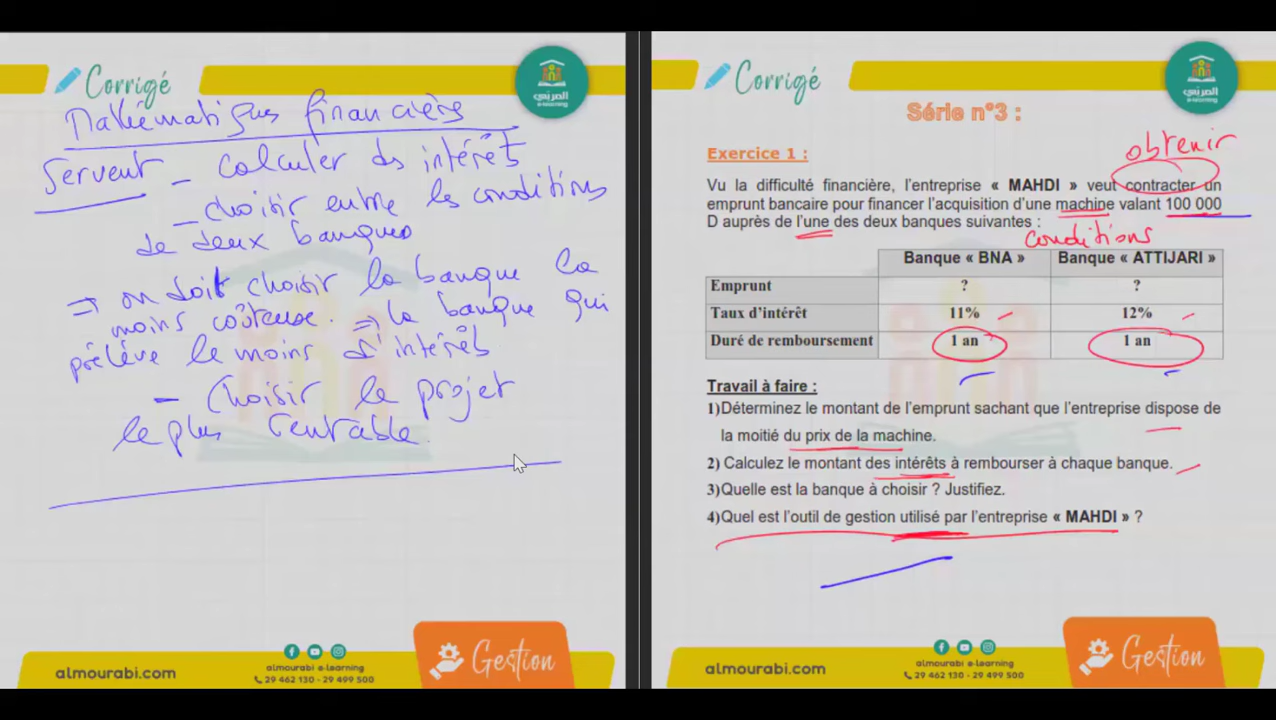 Corrigé
المربّي
e-learning
Mathématiques financière
Servent - calculer des intérêt
- choisir entre les conditions
de deux banques
⇒ on doit choisir la banque la
moins coûteuse. ⇒ la banque qui
prélève le moins d'intérêts
- choisir le projet
le plus rentable.
almourabi.com
almourabi e-learning
29 462 130 - 29 499 500
Gestion
Corrigé
المربّي
e-learning
Série n°3 :
obtenir
Exercice 1 :
Vu la difficulté financière, l'entreprise « MAHDI » veut contracter un
emprunt bancaire pour financer l'acquisition d'une machine valant 100 000
D auprès de l'une des deux banques suivantes :
conditions
Banque « BNA » Banque « ATTIJARI »
Emprunt ? ?
Taux d'intérêt 11% 12%
Duré de remboursement 1 an 1 an
Travail à faire :
1)Déterminez le montant de l'emprunt sachant que l'entreprise dispose de
la moitié du prix de la machine.
2) Calculez le montant des intérêts à rembourser à chaque banque.
3)Quelle est la banque à choisir ? Justifiez.
4)Quel est l'outil de gestion utilisé par l'entreprise « MAHDI » ?
almourabi.com
almourabi e-learning
29 462 130 - 29 499 500
Gestion